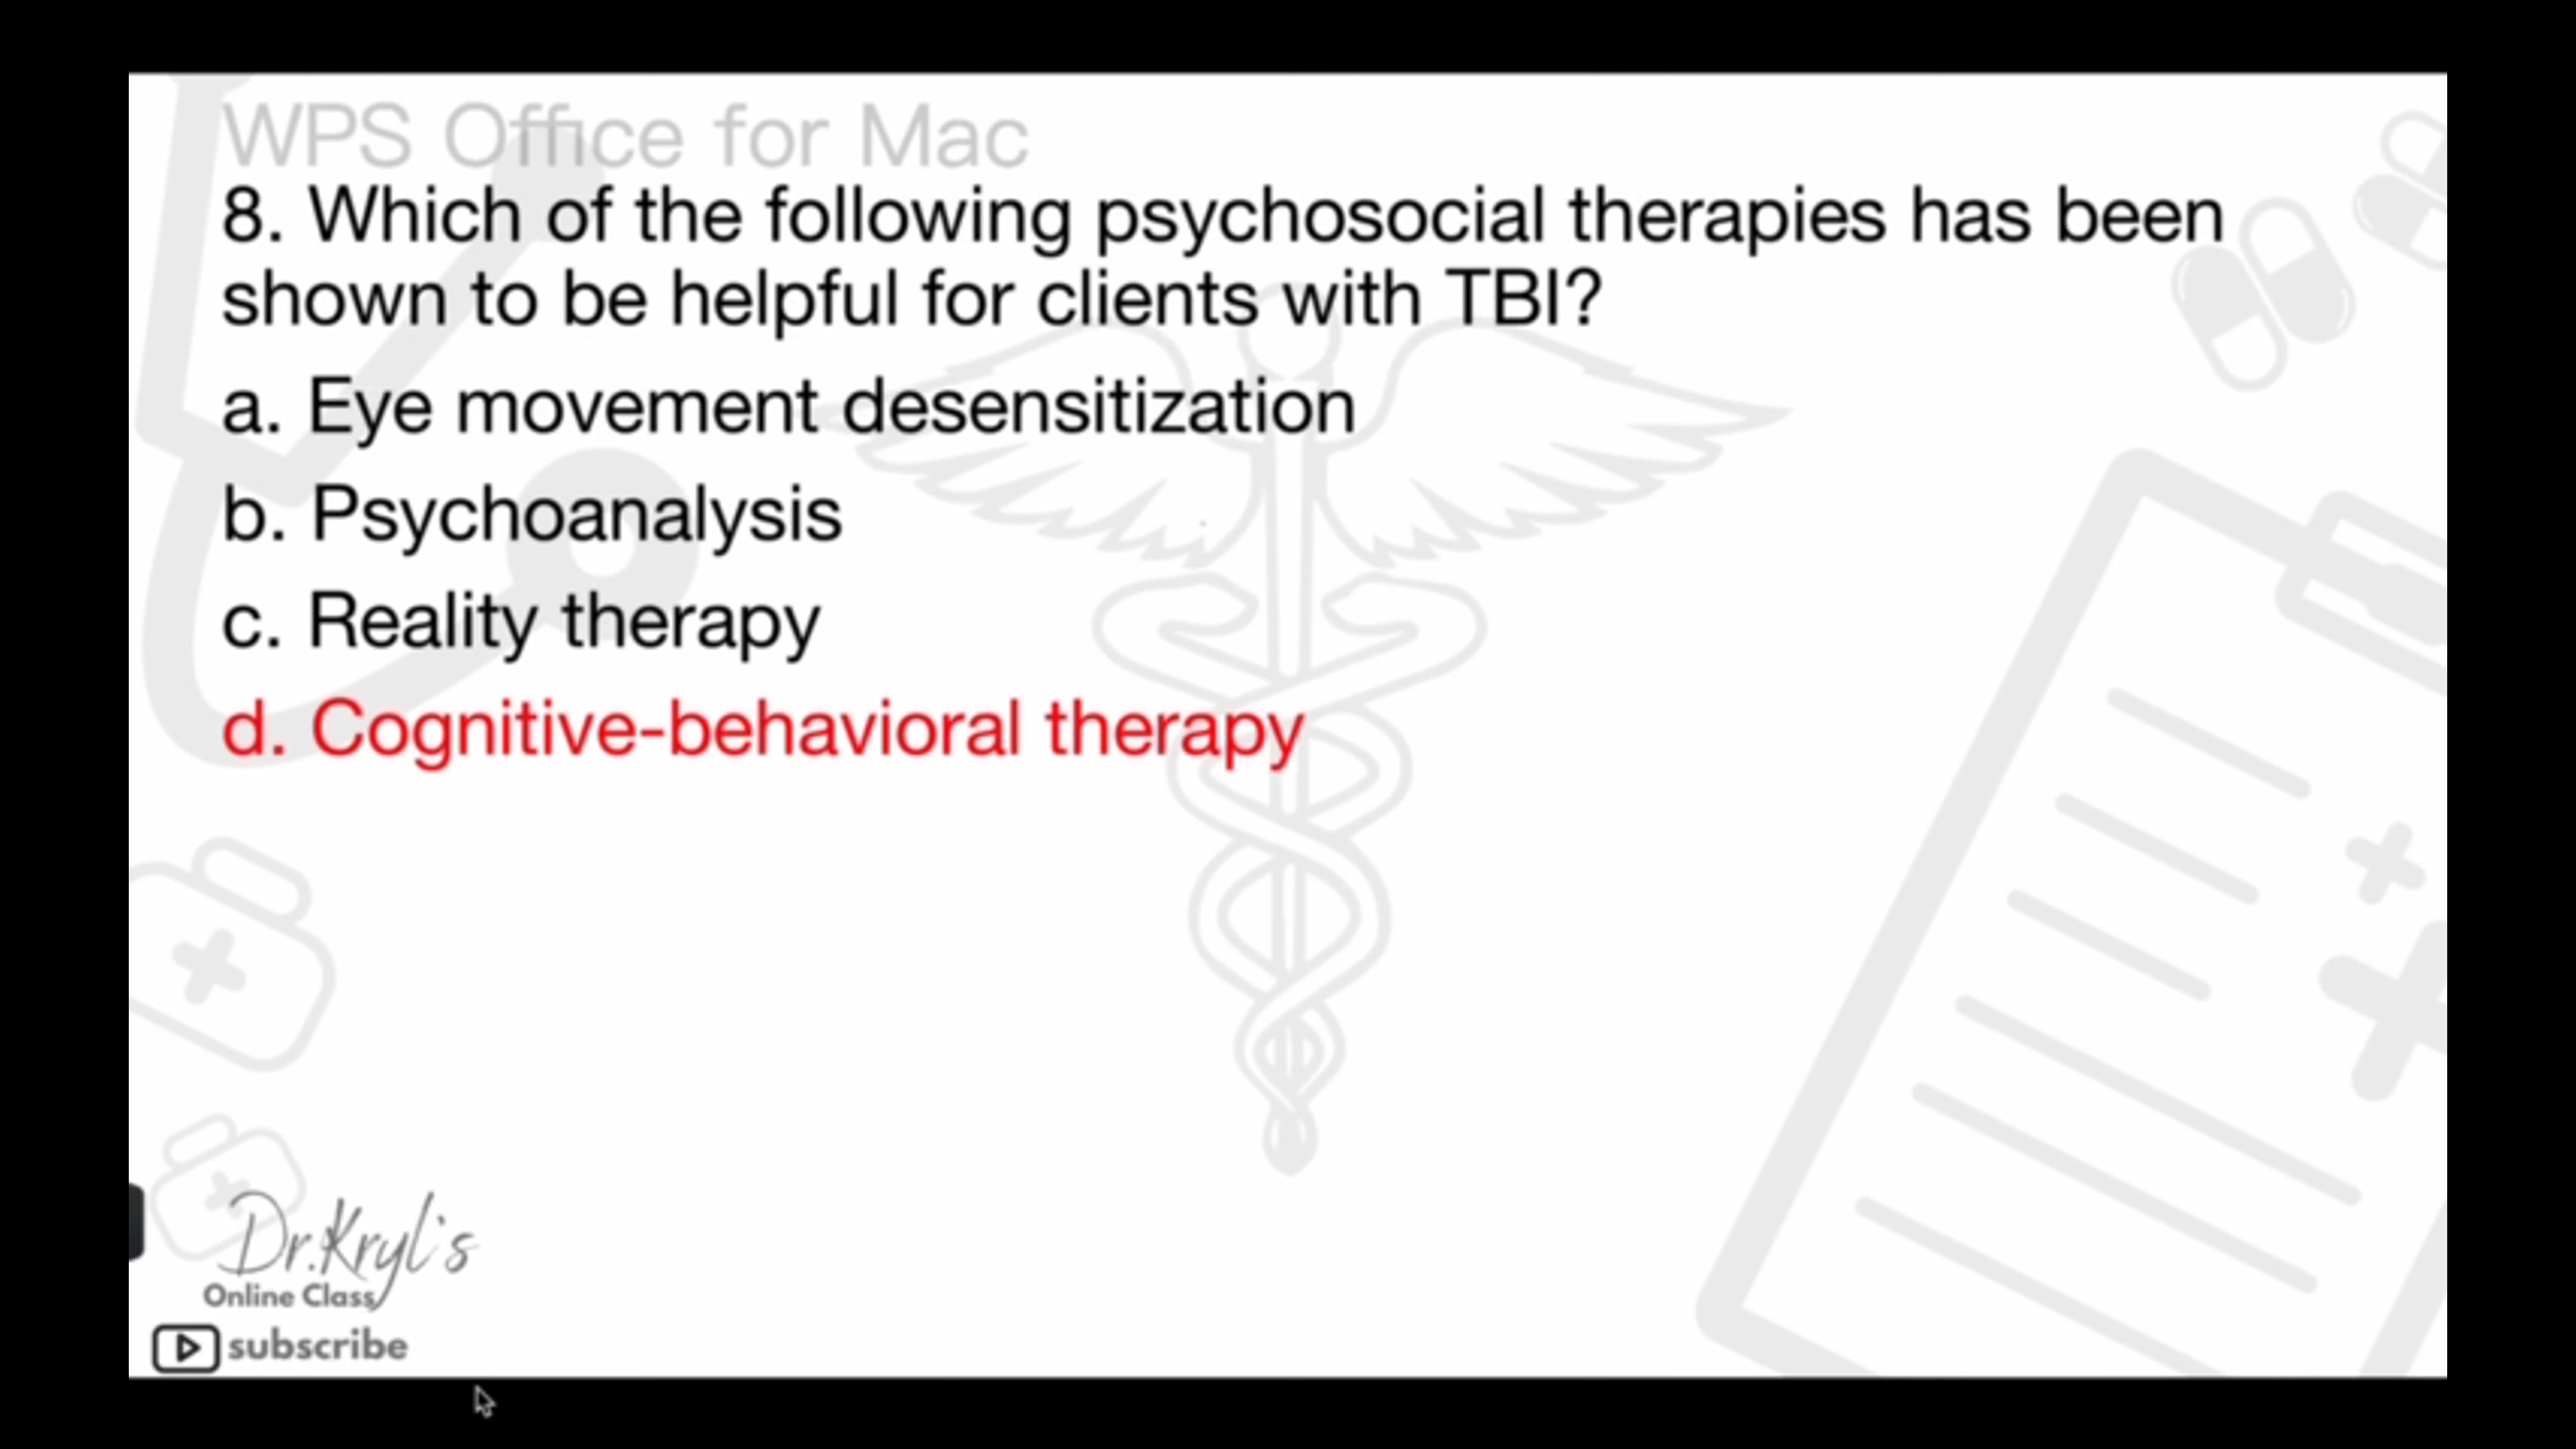 WPS Office for Mac
8. Which of the following psychosocial therapies has been
shown to be helpful for clients with TBI?
a. Eye movement desensitization
b. Psychoanalysis
c. Reality therapy
d. Cognitive-behavioral therapy
Dr.Kryl's
Online Class
subscribe